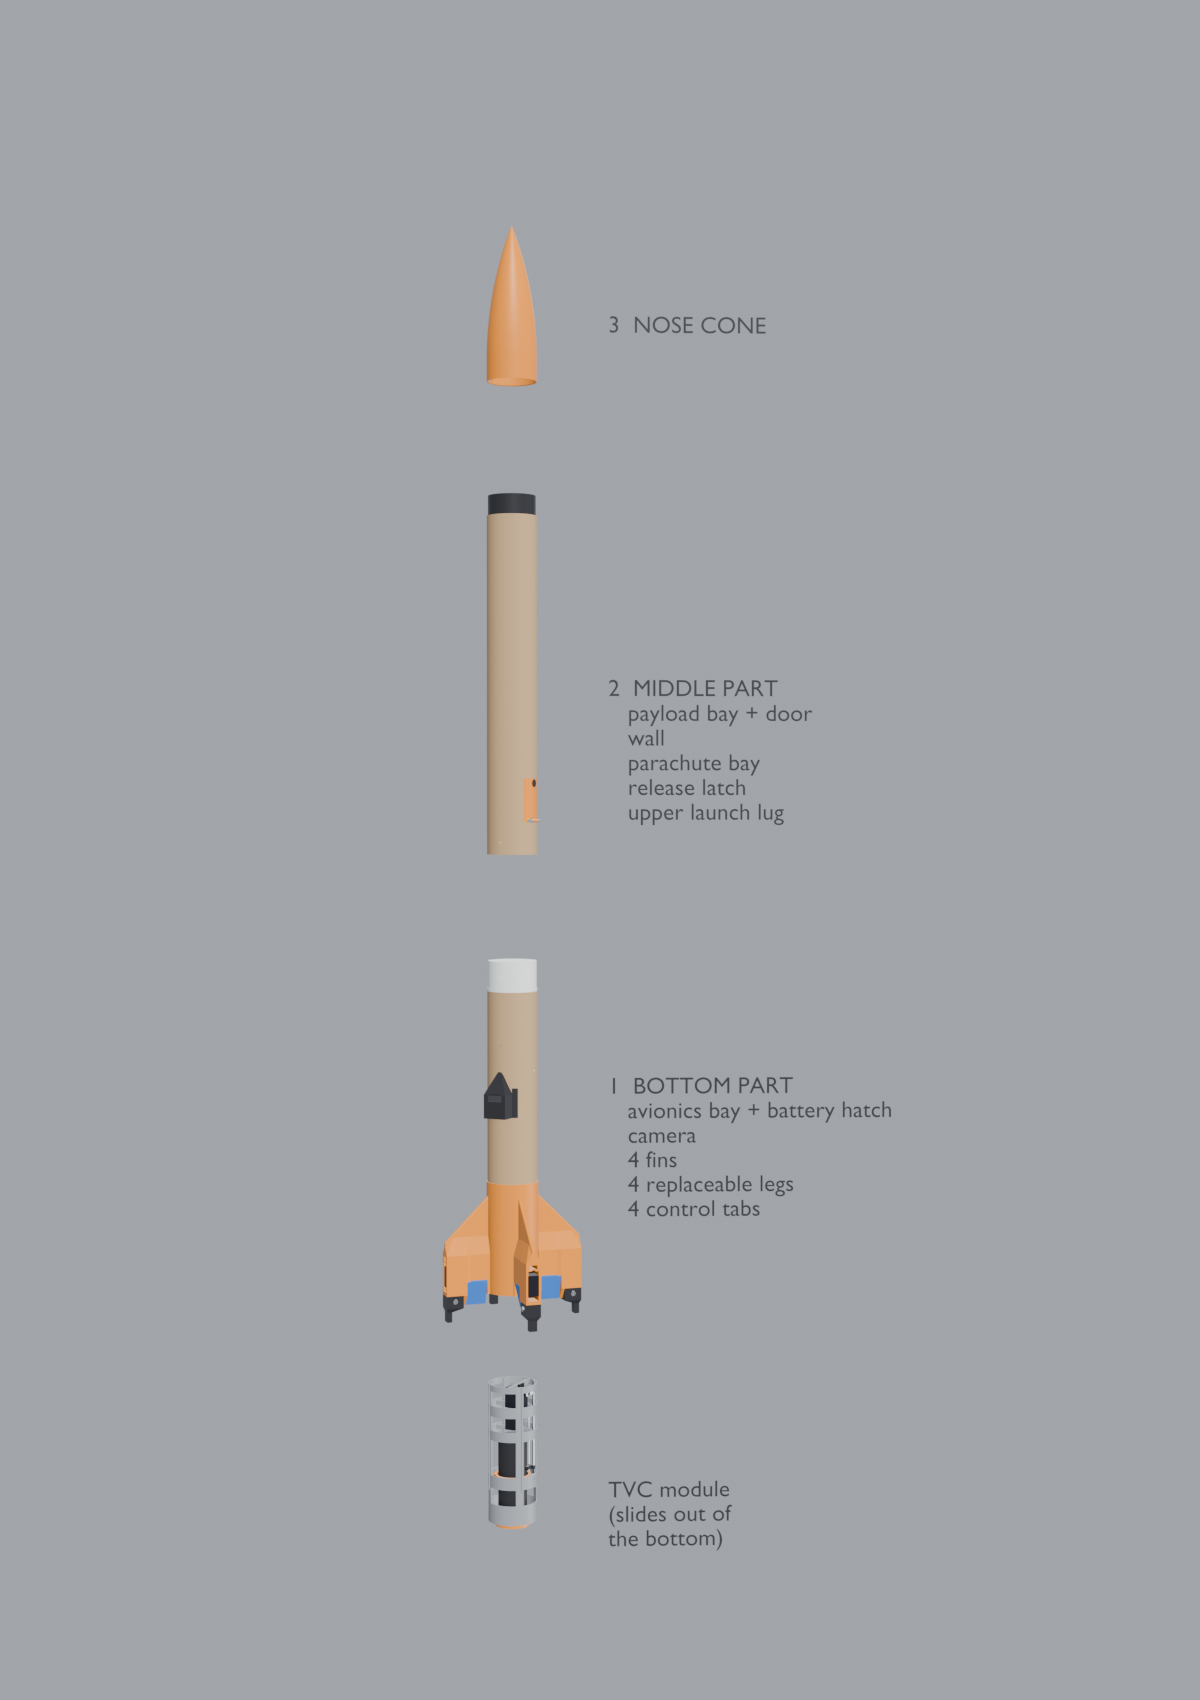 3 NOSE CONE
2 MIDDLE PART
payload bay + door
wall
parachute bay
release latch
upper launch lug
1 BOTTOM PART
avionics bay + battery hatch
camera
4 fins
4 replaceable legs
4 control tabs
TVC module
(slides out of
the bottom)